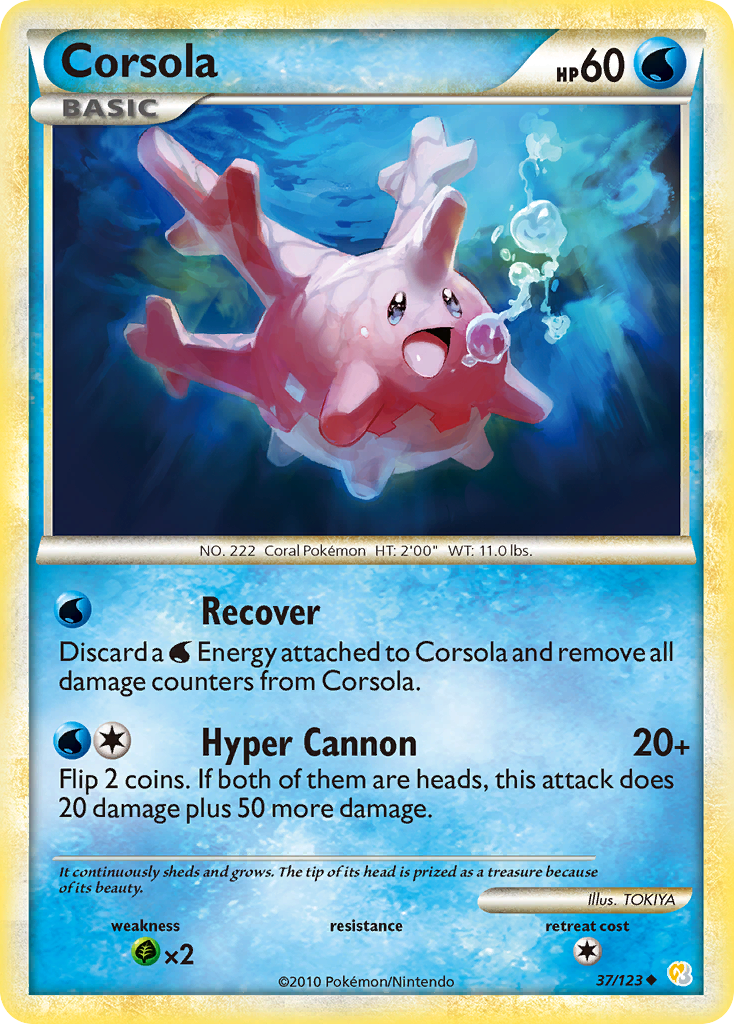 Corsola
HP60
BASIC
NO. 222 Coral Pokémon HT: 2'00" WT: 11.0 lbs.
Recover
Discard a Energy attached to Corsola and remove all
damage counters from Corsola.
Hyper Cannon 20+
Flip 2 coins. If both of them are heads, this attack does
20 damage plus 50 more damage.
It continuously sheds and grows. The tip of its head is prized as a treasure because
of its beauty.
Illus. TOKIYA
weakness resistance retreat cost
×2
©2010 Pokémon/Nintendo 37/123 ◆